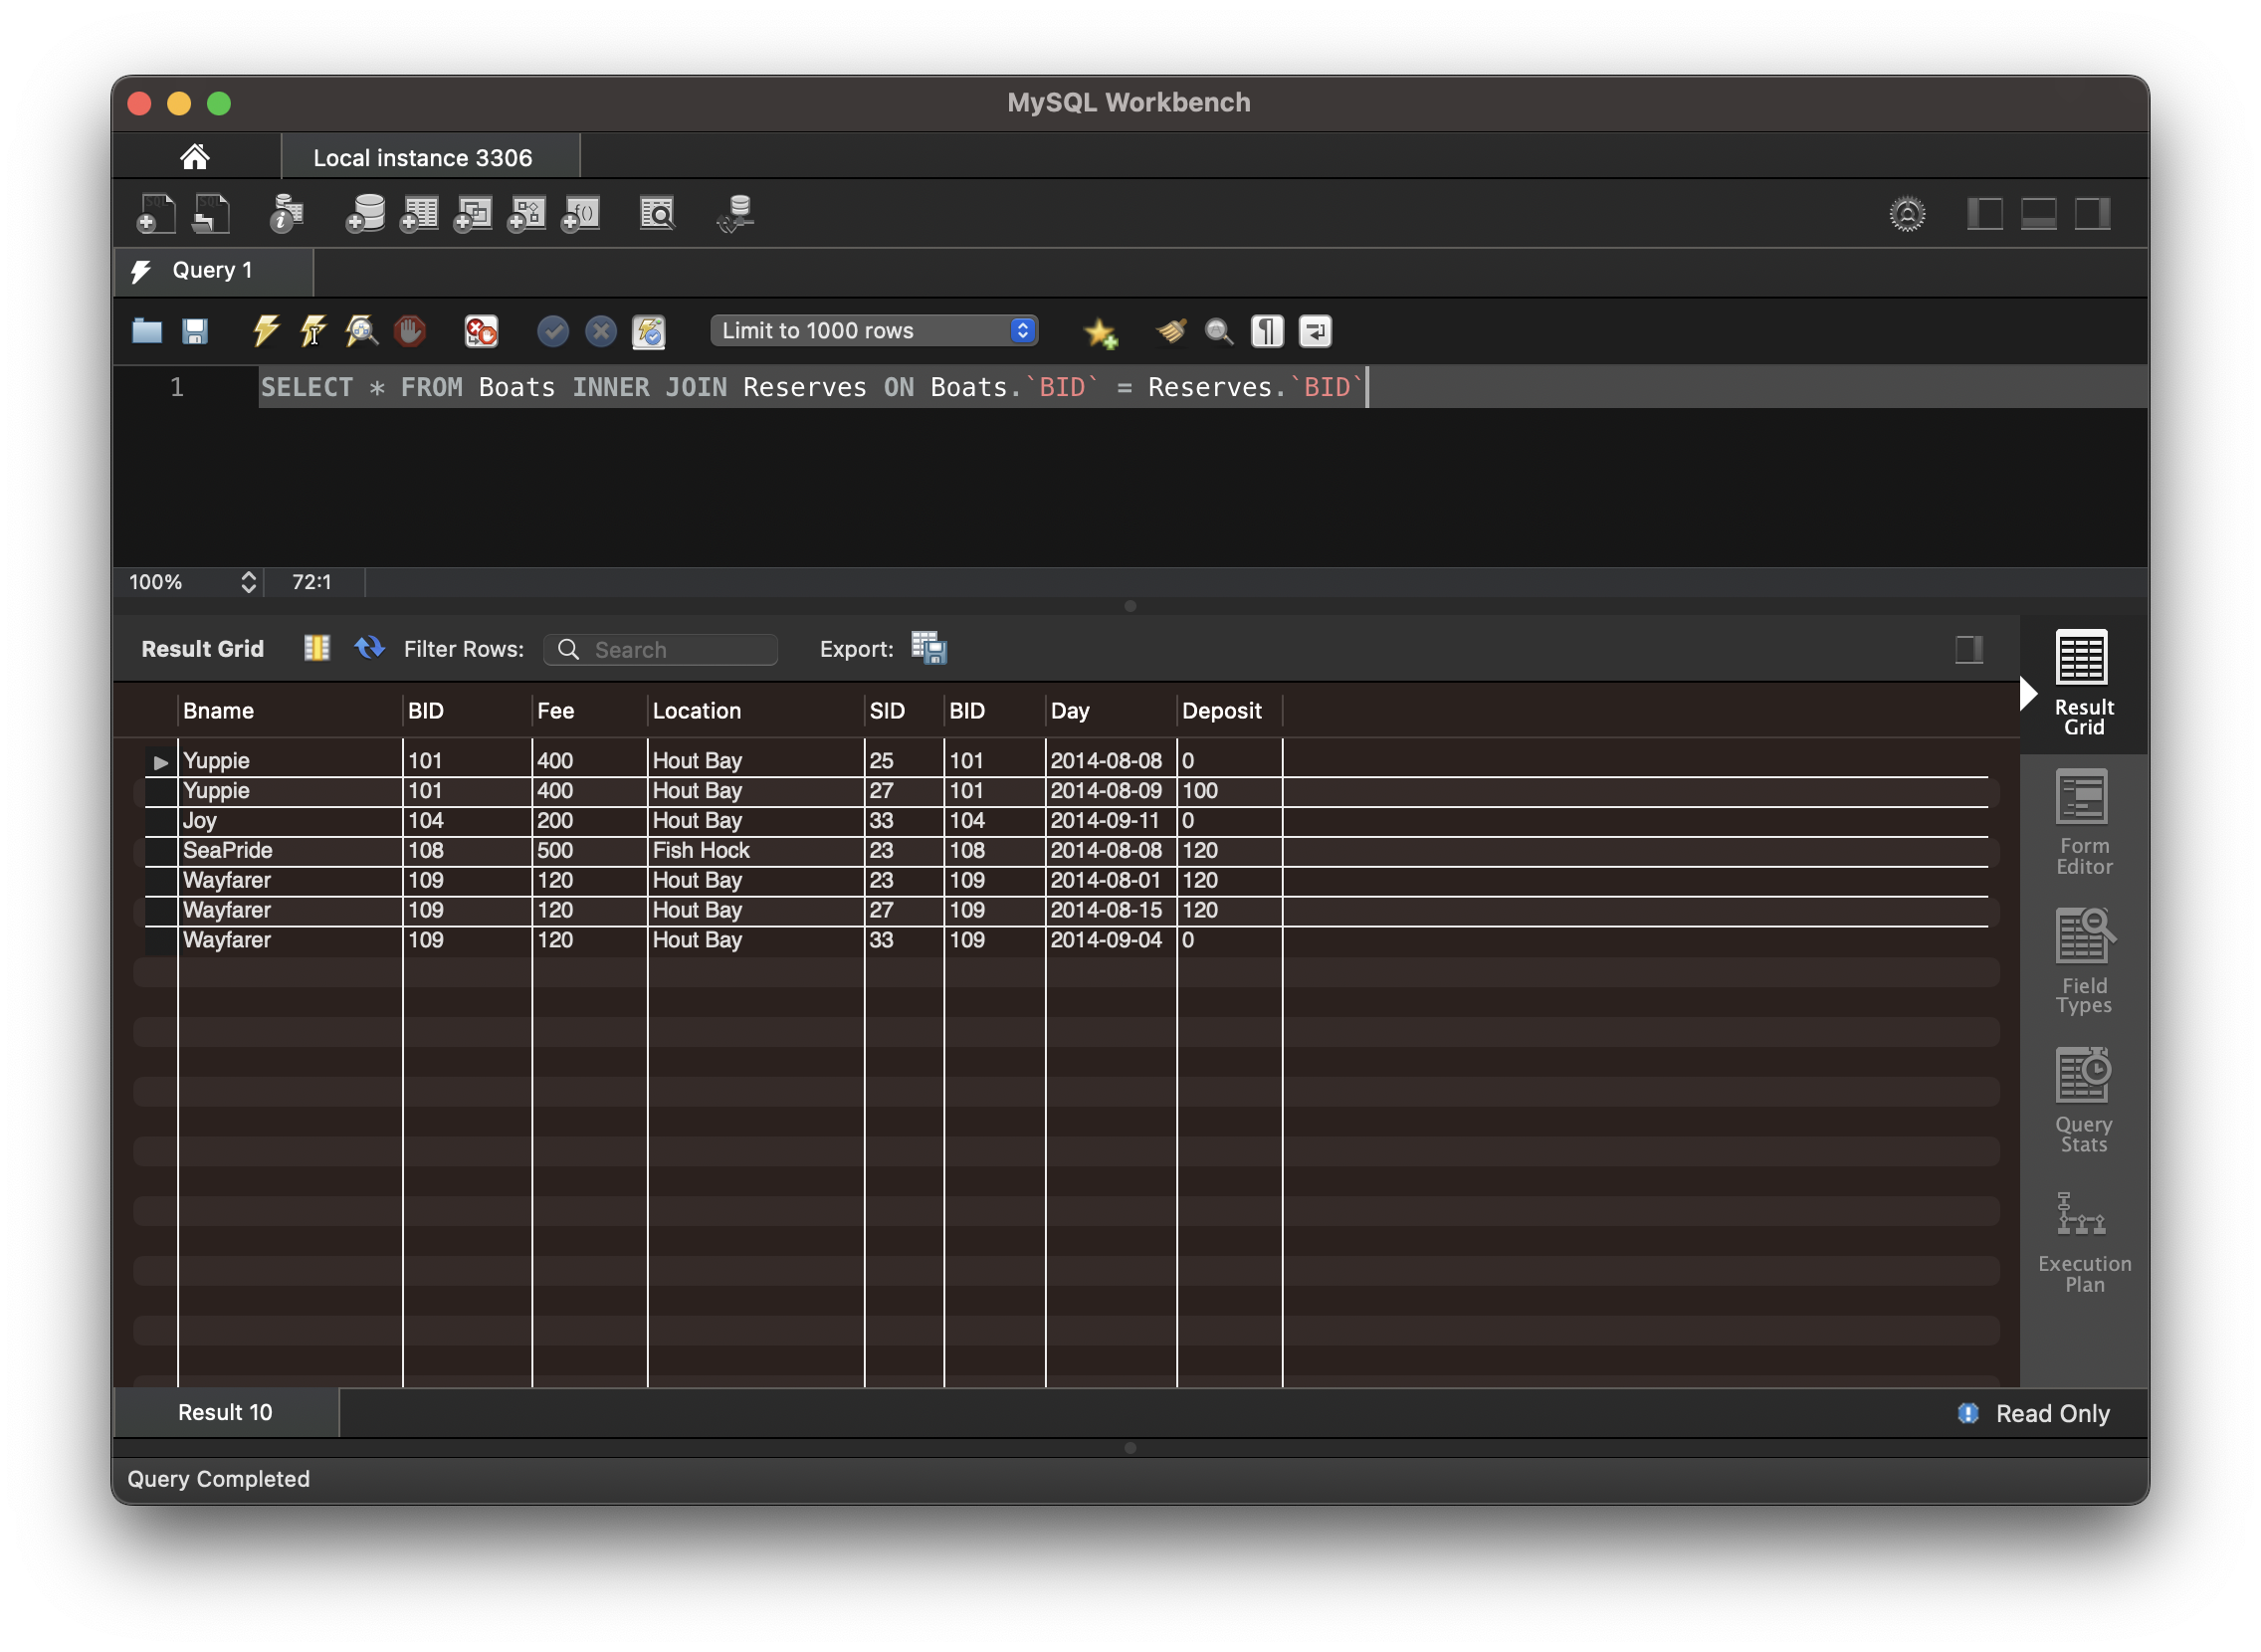 MySQL Workbench
Local instance 3306
Query 1
Limit to 1000 rows
1 SELECT * FROM Boats INNER JOIN Reserves ON Boats.`BID` = Reserves.`BID`
100% 72:1
Result Grid Filter Rows: Search Export:
Bname BID Fee Location SID BID Day Deposit
Yuppie 101 400 Hout Bay 25 101 2014-08-08 0
Yuppie 101 400 Hout Bay 27 101 2014-08-09 100
Joy 104 200 Hout Bay 33 104 2014-09-11 0
SeaPride 108 500 Fish Hock 23 108 2014-08-08 120
Wayfarer 109 120 Hout Bay 23 109 2014-08-01 120
Wayfarer 109 120 Hout Bay 27 109 2014-08-15 120
Wayfarer 109 120 Hout Bay 33 109 2014-09-04 0
Result
Grid
Form
Editor
Field
Types
Query
Stats
Execution
Plan
Result 10 Read Only
Query Completed